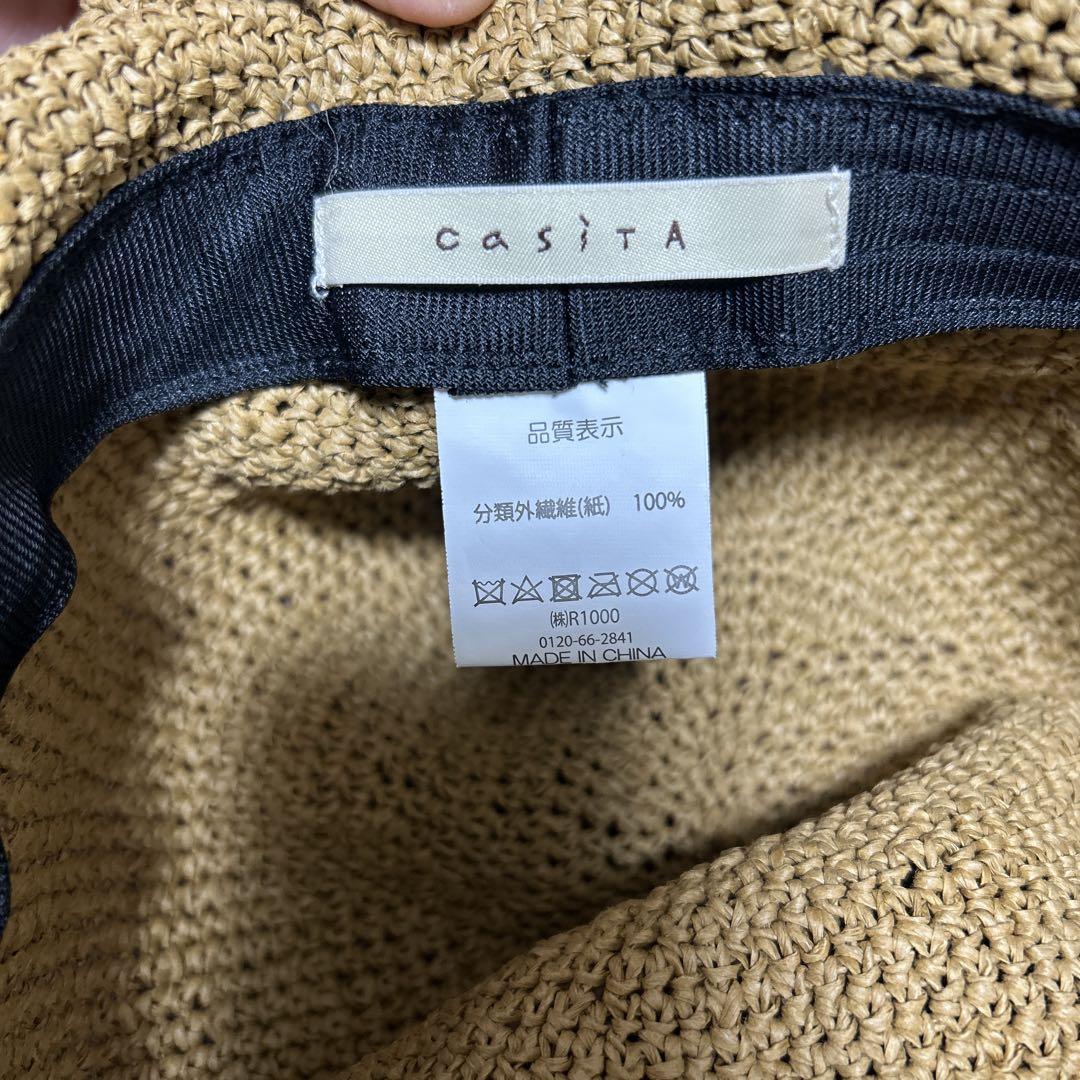 casìTA
品質表示
分類外繊維(紙) 100%
㈱R1000
0120-66-2841
MADE IN CHINA